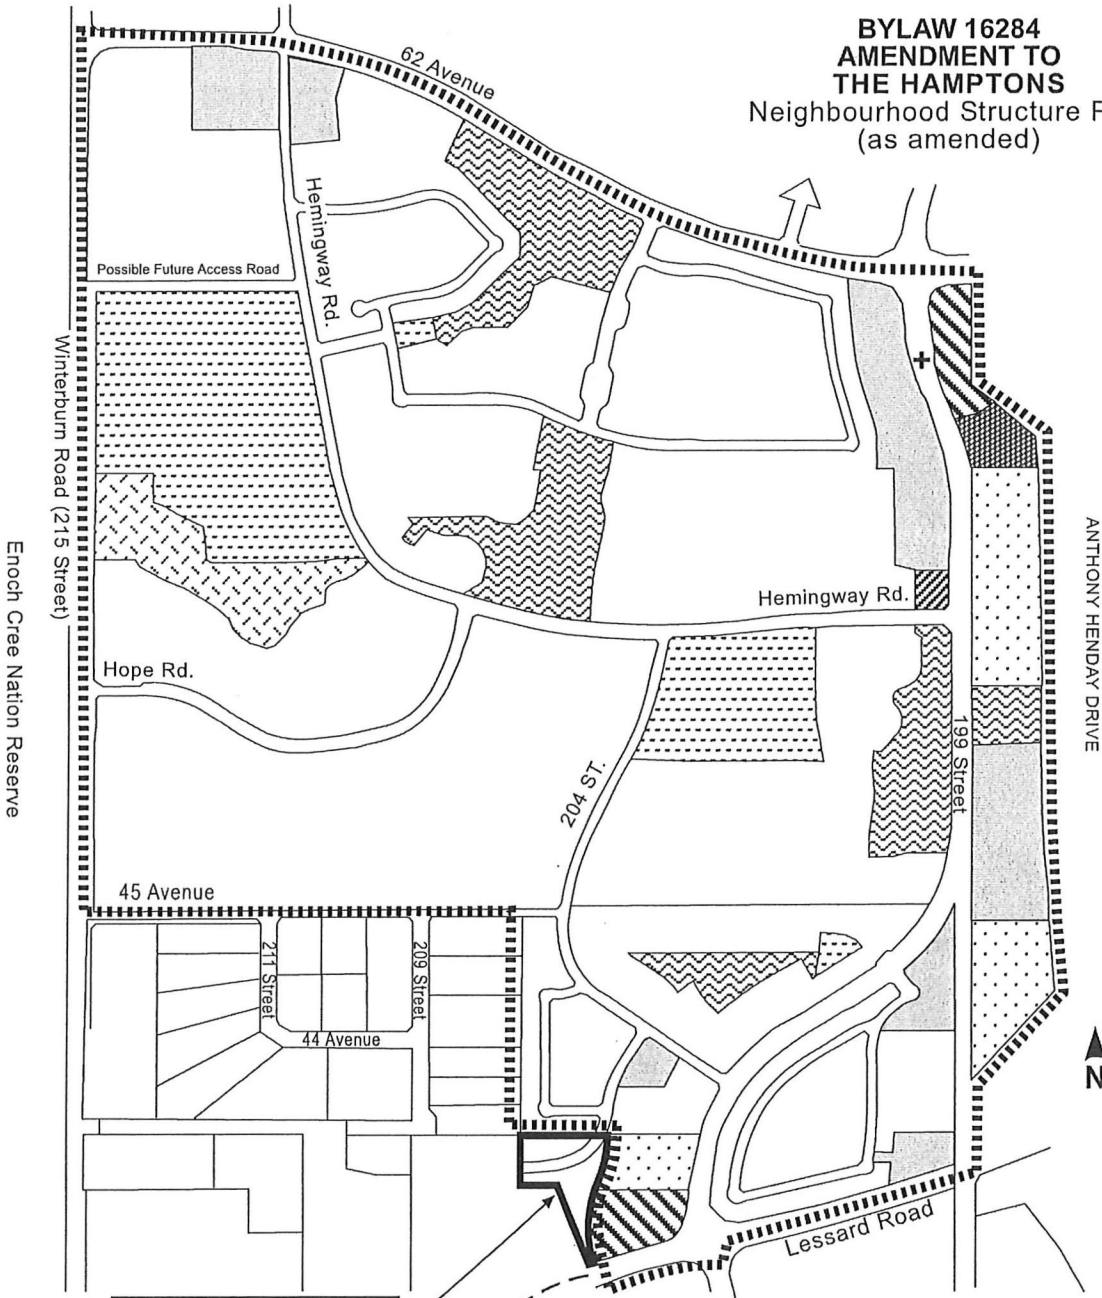 BYLAW 16284
AMENDMENT TO
THE HAMPTONS
Neighbourhood Structure
(as amended)
62 Avenue
Hemingway Rd.
Possible Future Access Road
Winterburn Road (215 Street)
Enoch Cree Nation Reserve
Hemingway Rd.
ANTHONY HENDAY DRIVE
Hope Rd.
199 Street
204 ST.
45 Avenue
211 Street
209 Street
44 Avenue
N
Lessard Road